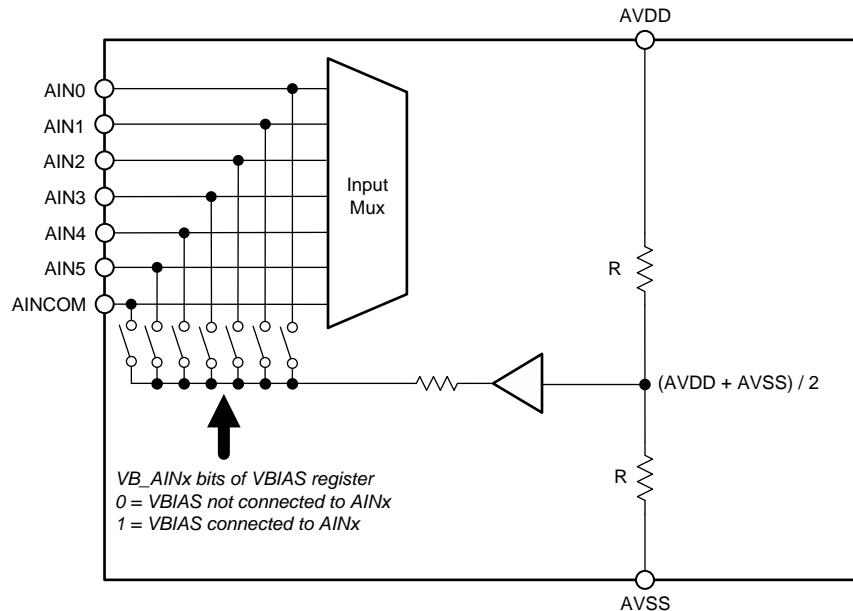 AVDD
AIN0
AIN1
AIN2
AIN3
AIN4
AIN5
AINCOM
Input
Mux
R
(AVDD + AVSS) / 2
R
VB_AINx bits of VBIAS register
0 = VBIAS not connected to AINx
1 = VBIAS connected to AINx
AVSS